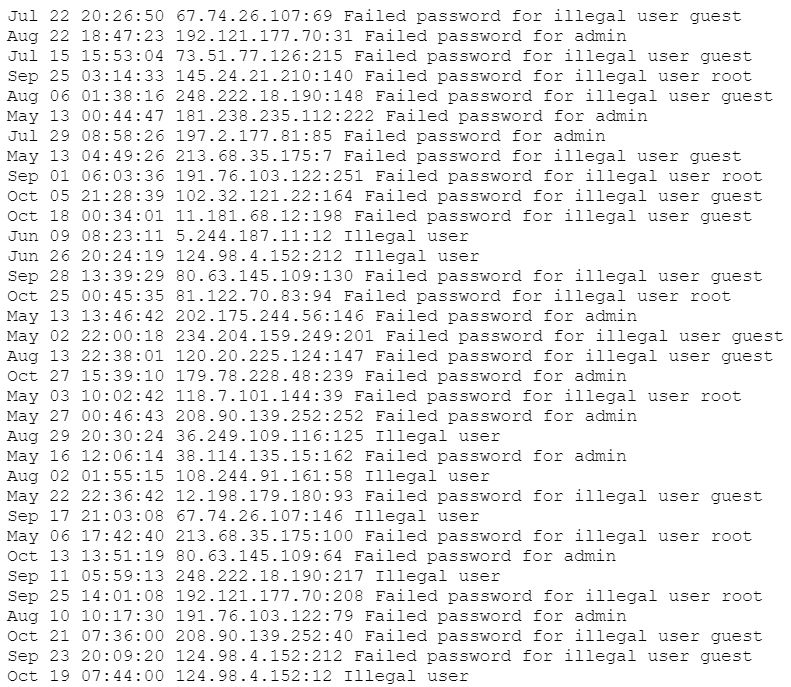 Jul 22 20:26:50 67.74.26.107:69 Failed password for illegal user guest
Aug 22 18:47:23 192.121.177.70:31 Failed password for admin
Jul 15 15:53:04 73.51.77.126:215 Failed password for illegal user guest
Sep 25 03:14:33 145.24.21.210:140 Failed password for illegal user root
Aug 06 01:38:16 248.222.18.190:148 Failed password for illegal user guest
May 13 00:44:47 181.238.235.112:222 Failed password for admin
Jul 29 08:58:26 197.2.177.81:85 Failed password for admin
May 13 04:49:26 213.68.35.175:7 Failed password for illegal user guest
Sep 01 06:03:36 191.76.103.122:251 Failed password for illegal user root
Oct 05 21:28:39 102.32.121.22:164 Failed password for illegal user guest
Oct 18 00:34:01 11.181.68.12:198 Failed password for illegal user guest
Jun 09 08:23:11 5.244.187.11:12 Illegal user
Jun 26 20:24:19 124.98.4.152:212 Illegal user
Sep 28 13:39:29 80.63.145.109:130 Failed password for illegal user guest
Oct 25 00:45:35 81.122.70.83:94 Failed password for illegal user root
May 13 13:46:42 202.175.244.56:146 Failed password for admin
May 02 22:00:18 234.204.159.249:201 Failed password for illegal user guest
Aug 13 22:38:01 120.20.225.124:147 Failed password for illegal user guest
Oct 27 15:39:10 179.78.228.48:239 Failed password for admin
May 03 10:02:42 118.7.101.144:39 Failed password for illegal user root
May 27 00:46:43 208.90.139.252:252 Failed password for admin
Aug 29 20:30:24 36.249.109.116:125 Illegal user
May 16 12:06:14 38.114.135.15:162 Failed password for admin
Aug 02 01:55:15 108.244.91.161:58 Illegal user
May 22 22:36:42 12.198.179.180:93 Failed password for illegal user guest
Sep 17 21:03:08 67.74.26.107:146 Illegal user
May 06 17:42:40 213.68.35.175:100 Failed password for illegal user root
Oct 13 13:51:19 80.63.145.109:64 Failed password for admin
Sep 11 05:59:13 248.222.18.190:217 Illegal user
Sep 25 14:01:08 192.121.177.70:208 Failed password for illegal user root
Aug 10 10:17:30 191.76.103.122:79 Failed password for admin
Oct 21 07:36:00 208.90.139.252:40 Failed password for illegal user guest
Sep 23 20:09:20 124.98.4.152:212 Failed password for illegal user guest
Oct 19 07:44:00 124.98.4.152:12 Illegal user